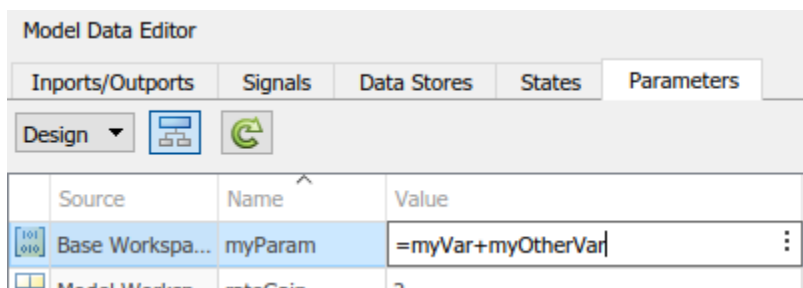 Model Data Editor
Inports/Outports Signals Data Stores States Parameters
Design
Source Name Value
Base Workspa... myParam =myVar+myOtherVar